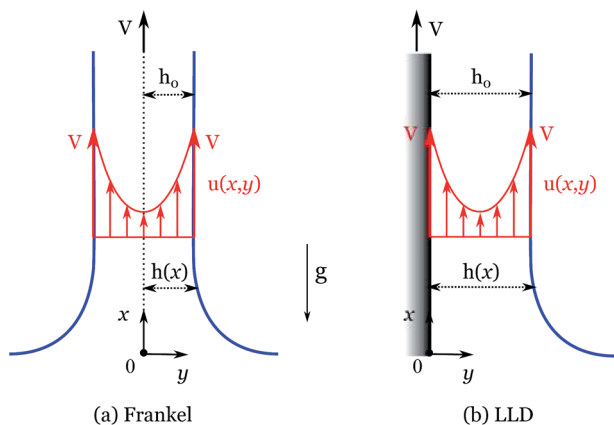 V
h₀
V
V
u(x,y)
h(x)
x
0
y
(a) Frankel
g
V
h₀
V
V
u(x,y)
h(x)
x
0
y
(b) LLD